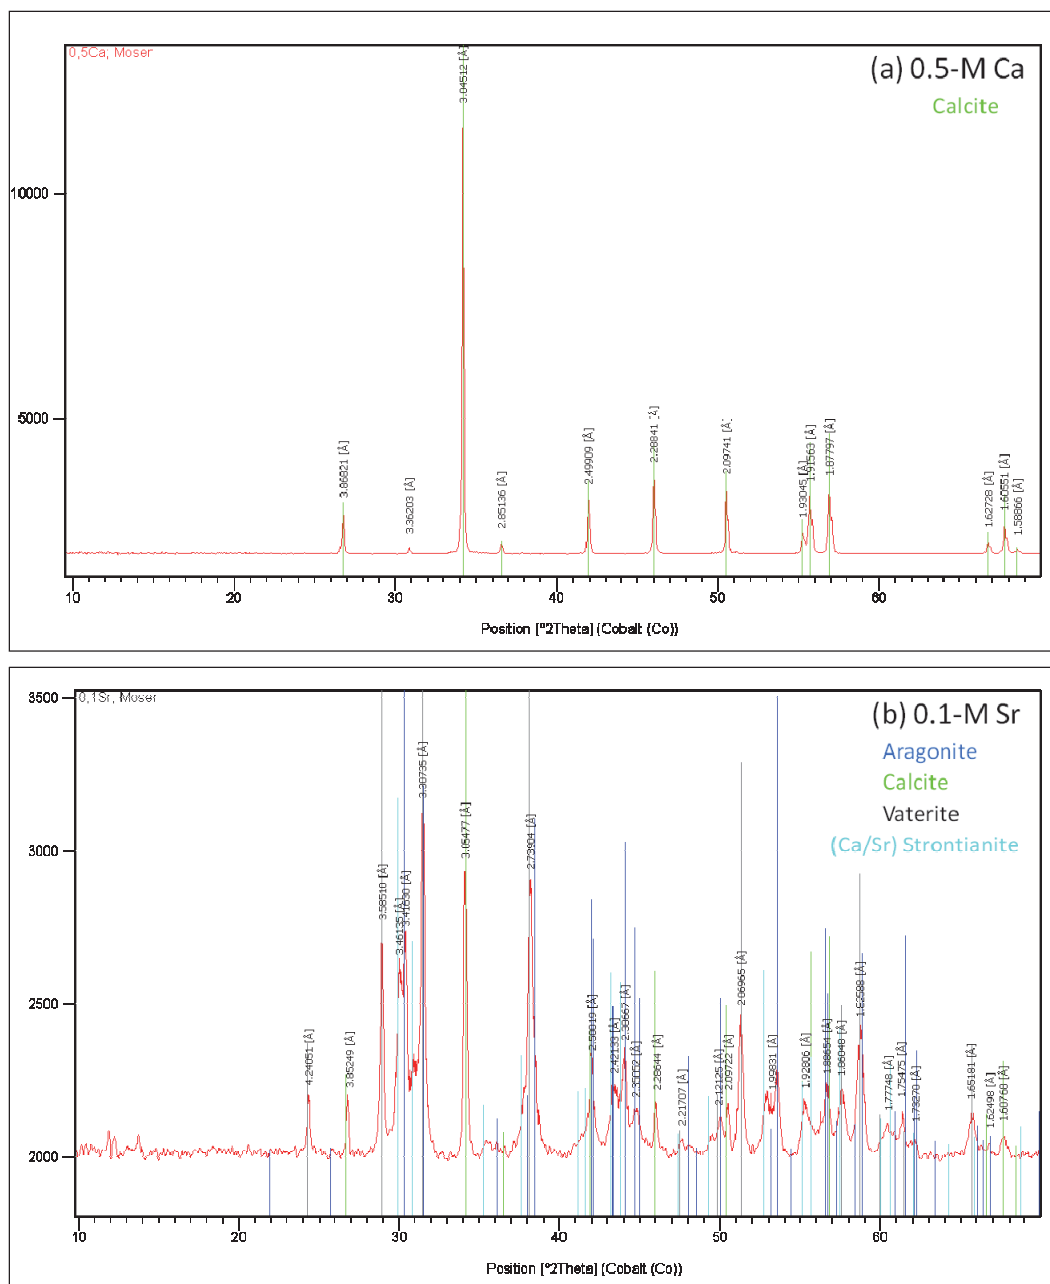 0,5Ca, Moser
(a) 0.5-M Ca
Calcite
10000
5000
3.86821 [Å]
3.36203 [Å]
3.04512 [Å]
2.85136 [Å]
2.49909 [Å]
2.28841 [Å]
2.09741 [Å]
1.93045 [Å]
1.91563 [Å]
1.87797 [Å]
1.62728 [Å]
1.60551 [Å]
1.58866 [Å]
10 20 30 40 50 60
Position [°2Theta] (Cobalt (Co))
0,1Sr, Moser
(b) 0.1-M Sr
Aragonite
Calcite
Vaterite
(Ca/Sr) Strontianite
3500
3000
2500
2000
4.24051 [Å]
3.85249 [Å]
3.58510 [Å]
3.46135 [Å]
3.41630 [Å]
3.30735 [Å]
3.05477 [Å]
2.73904 [Å]
2.50019 [Å]
2.42133 [Å]
2.30667 [Å]
2.28644 [Å]
2.21707 [Å]
2.12125 [Å]
2.09722 [Å]
2.06965 [Å]
1.99831 [Å]
1.92806 [Å]
1.88654 [Å]
1.86048 [Å]
1.82588 [Å]
1.77748 [Å]
1.75475 [Å]
1.73270 [Å]
1.65181 [Å]
1.62498 [Å]
1.60768 [Å]
10 20 30 40 50 60
Position [°2Theta] (Cobalt (Co))